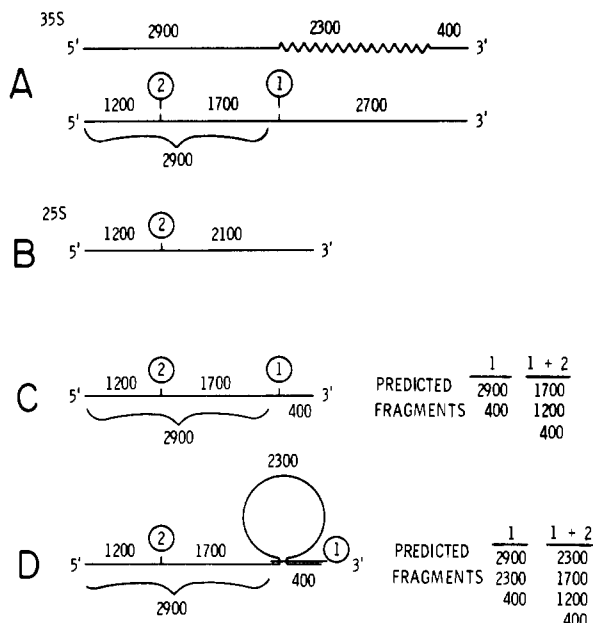 35S
2900 2300 400
5' 3'
A
2 1
1200 1700 2700
5' 3'
2900
25S
2
1200 2100
B 5' 3'
2 1
1200 1700
C 5' 400 3'
2900
1 1 + 2
PREDICTED 2900 1700
FRAGMENTS 400 1200
400
2300
2 1
1200 1700
D 5' 400 3'
2900
1 1 + 2
PREDICTED 2900 2300
FRAGMENTS 2300 1700
400 1200
400